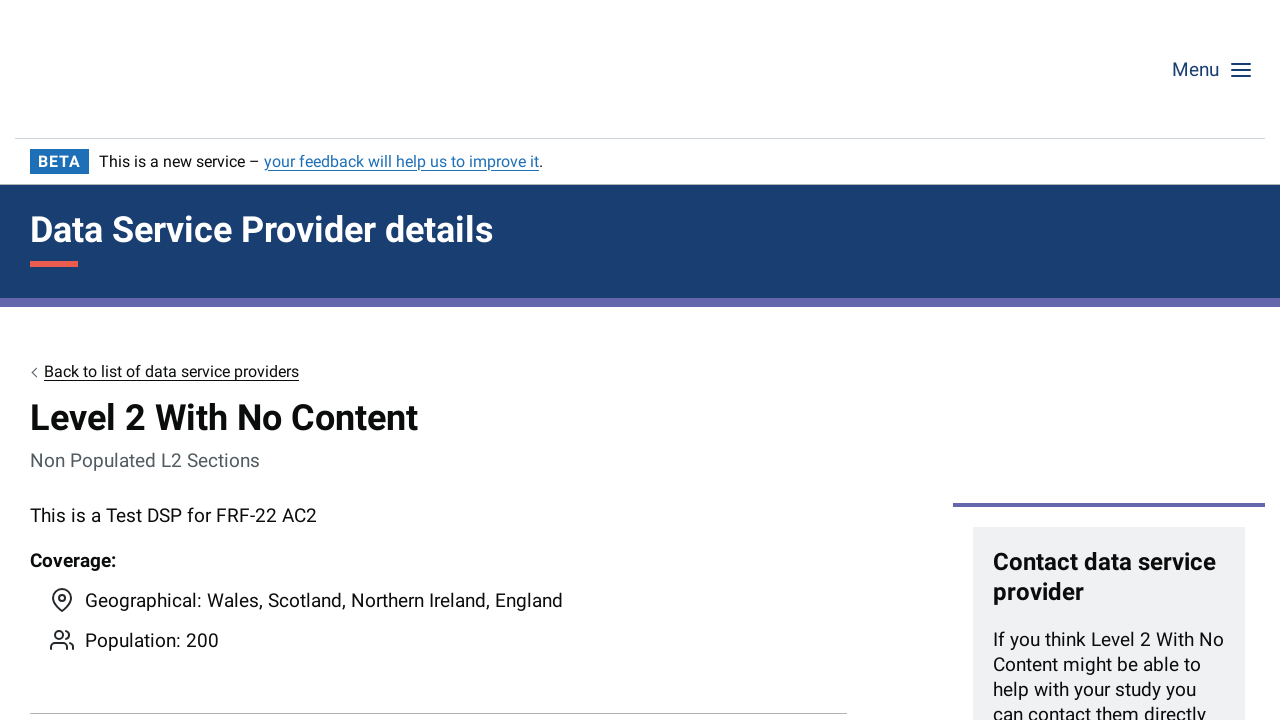 Menu
BETA This is a new service – your feedback will help us to improve it.
Data Service Provider details
Back to list of data service providers
Level 2 With No Content
Non Populated L2 Sections
This is a Test DSP for FRF-22 AC2
Coverage:
Geographical: Wales, Scotland, Northern Ireland, England
Population: 200
Contact data service
provider
If you think Level 2 With No
Content might be able to
help with your study you
can contact them directly